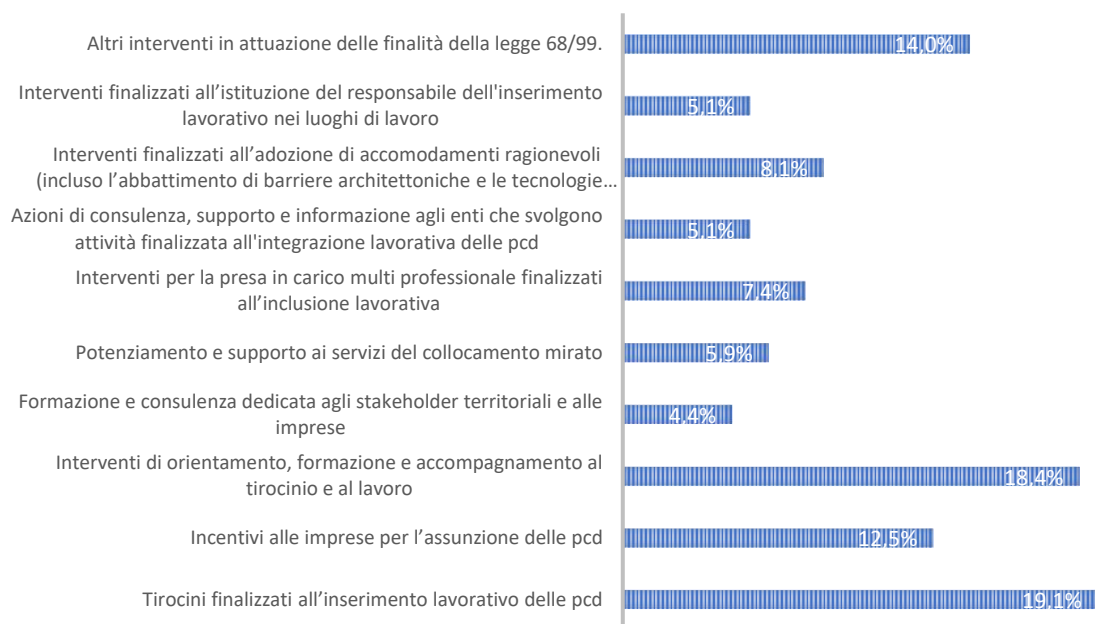 Altri interventi in attuazione delle finalità della legge 68/99.
14,0%
Interventi finalizzati all’istituzione del responsabile dell'inserimento
lavorativo nei luoghi di lavoro
5,1%
Interventi finalizzati all’adozione di accomodamenti ragionevoli
(incluso l’abbattimento di barriere architettoniche e le tecnologie…
8,1%
Azioni di consulenza, supporto e informazione agli enti che svolgono
attività finalizzata all'integrazione lavorativa delle pcd
5,1%
Interventi per la presa in carico multi professionale finalizzati
all’inclusione lavorativa
7,4%
Potenziamento e supporto ai servizi del collocamento mirato
5,9%
Formazione e consulenza dedicata agli stakeholder territoriali e alle
imprese
4,4%
Interventi di orientamento, formazione e accompagnamento al
tirocinio e al lavoro
18,4%
Incentivi alle imprese per l’assunzione delle pcd
12,5%
Tirocini finalizzati all’inserimento lavorativo delle pcd
19,1%